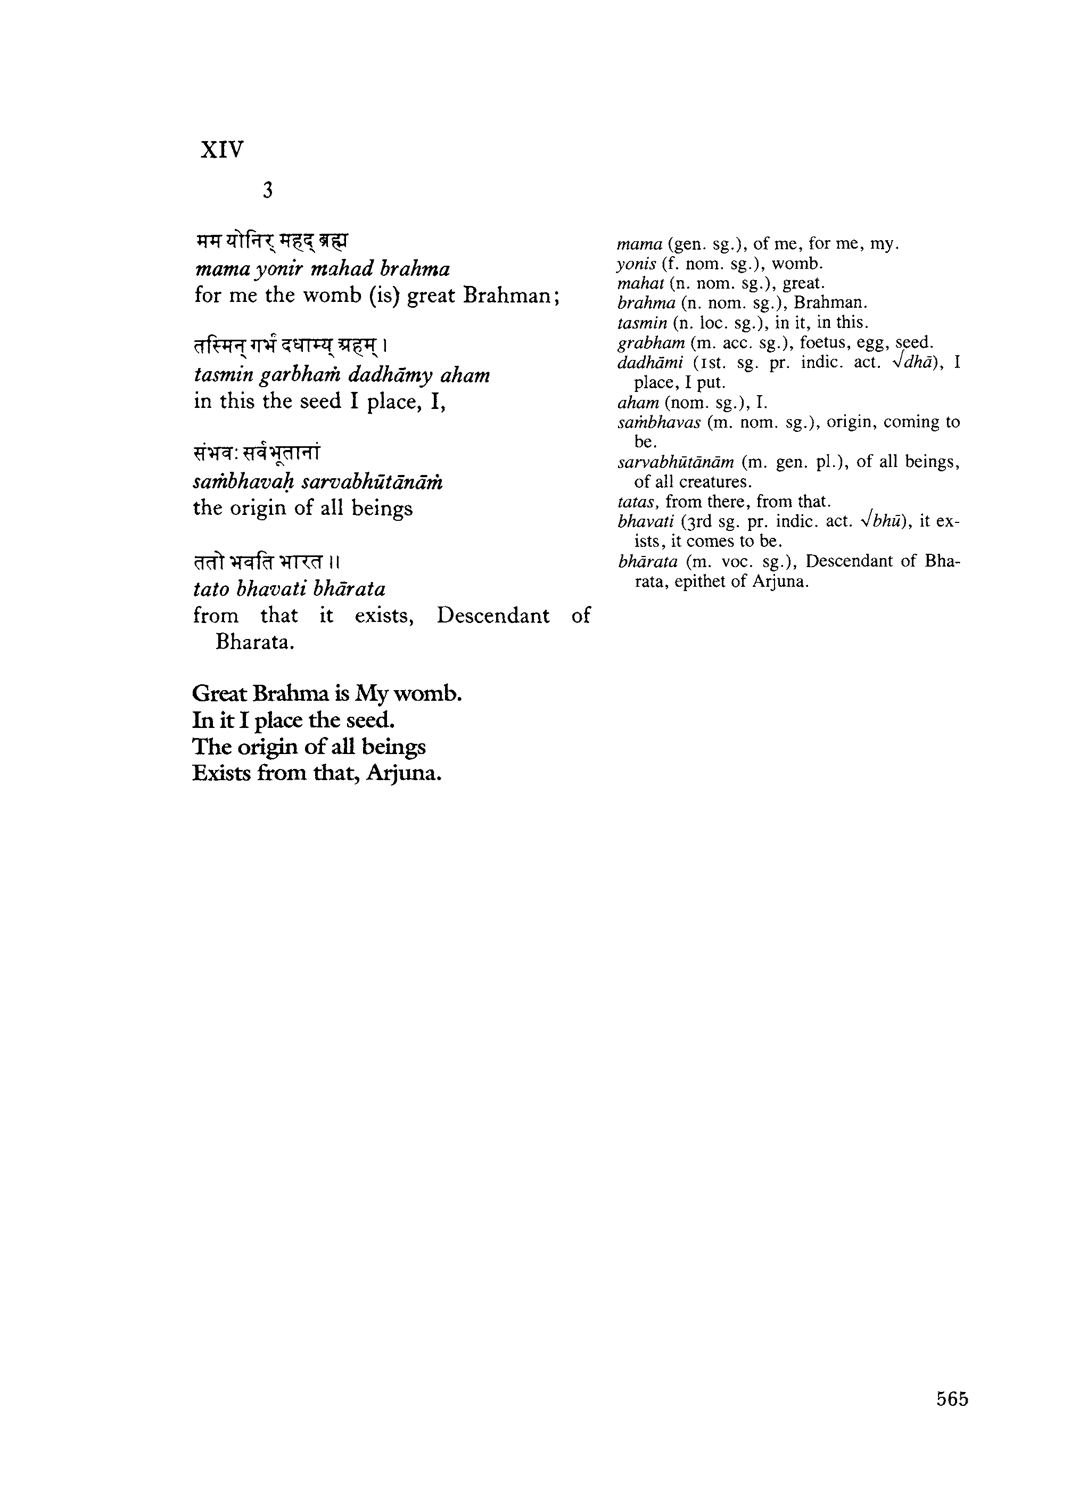 XIV
3
मम योनिर् महद् ब्रह्म
mama yonir mahad brahma
for me the womb (is) great Brahman;
तस्मिन् गर्भं दधाम्य् अहम् ।
tasmin garbhaṁ dadhāmy aham
in this the seed I place, I,
संभवः सर्वभूतानां
saṁbhavaḥ sarvabhūtānāṁ
the origin of all beings
ततो भवति भारत ॥
tato bhavati bhārata
from that it exists, Descendant of
Bharata.
Great Brahma is My womb.
In it I place the seed.
The origin of all beings
Exists from that, Arjuna.
mama (gen. sg.), of me, for me, my.
yonis (f. nom. sg.), womb.
mahat (n. nom. sg.), great.
brahma (n. nom. sg.), Brahman.
tasmin (n. loc. sg.), in it, in this.
grabham (m. acc. sg.), foetus, egg, seed.
dadhāmi (1st. sg. pr. indic. act. √dhā), I
place, I put.
aham (nom. sg.), I.
saṁbhavas (m. nom. sg.), origin, coming to
be.
sarvabhūtānām (m. gen. pl.), of all beings,
of all creatures.
tatas, from there, from that.
bhavati (3rd sg. pr. indic. act. √bhū), it ex-
ists, it comes to be.
bhārata (m. voc. sg.), Descendant of Bha-
rata, epithet of Arjuna.
565